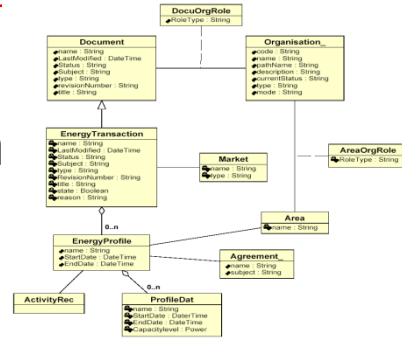 DocuOrgRole
RoleType : String
Document
name : String
LastModified : DateTime
Status : String
Subject : String
type : String
revisionNumber : String
title : String
Organisation_
code : String
name : String
pathName : String
description : String
currentStatus : String
type : String
mode : String
EnergyTransaction
name : String
LastModified : DateTime
Status : String
Subject : String
type : String
RevisionNumber : String
title : String
state : Boolean
reason : String
Market
name : String
type : String
AreaOrgRole
RoleType : String
Area
name : String
0..n
EnergyProfile
name : String
StartDate : DateTime
EndDate : DateTime
Agreement_
name : String
subject : String
0..n
ActivityRec
ProfileDat
name : String
StartDate : DaterTime
EndDate : DateTime
Capacitylevel : Power